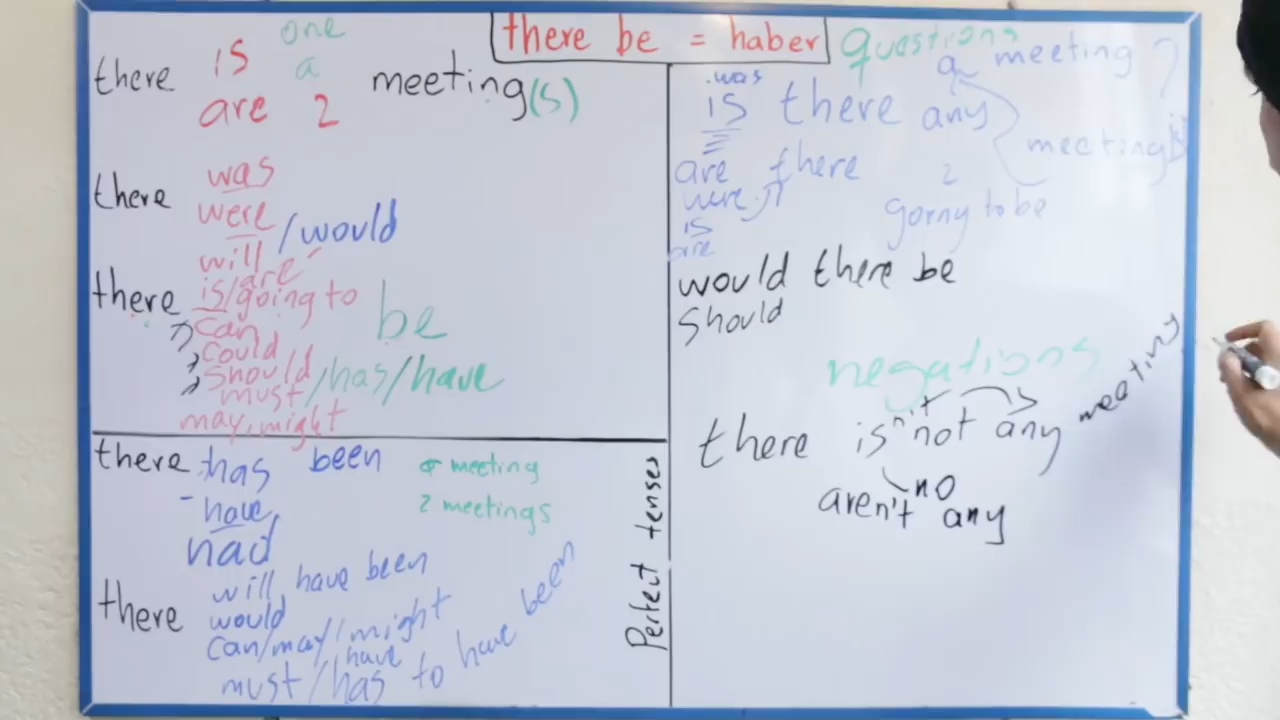 there be = haber
there is one
a
are 2 meeting(s)
there was
were
will /would
are
there is/going to be
can
could
should /has/have
must
may, might
there has been a meeting
have 2 meetings
had
will have been
there would
can/may/might
have
must/has to have been
Perfect tenses
questions
was a meeting ?
is there any
meeting(s)
are there 2
were
going to be
is
are
would there be
should
negations
n't
there is not any meeting
no
aren't any